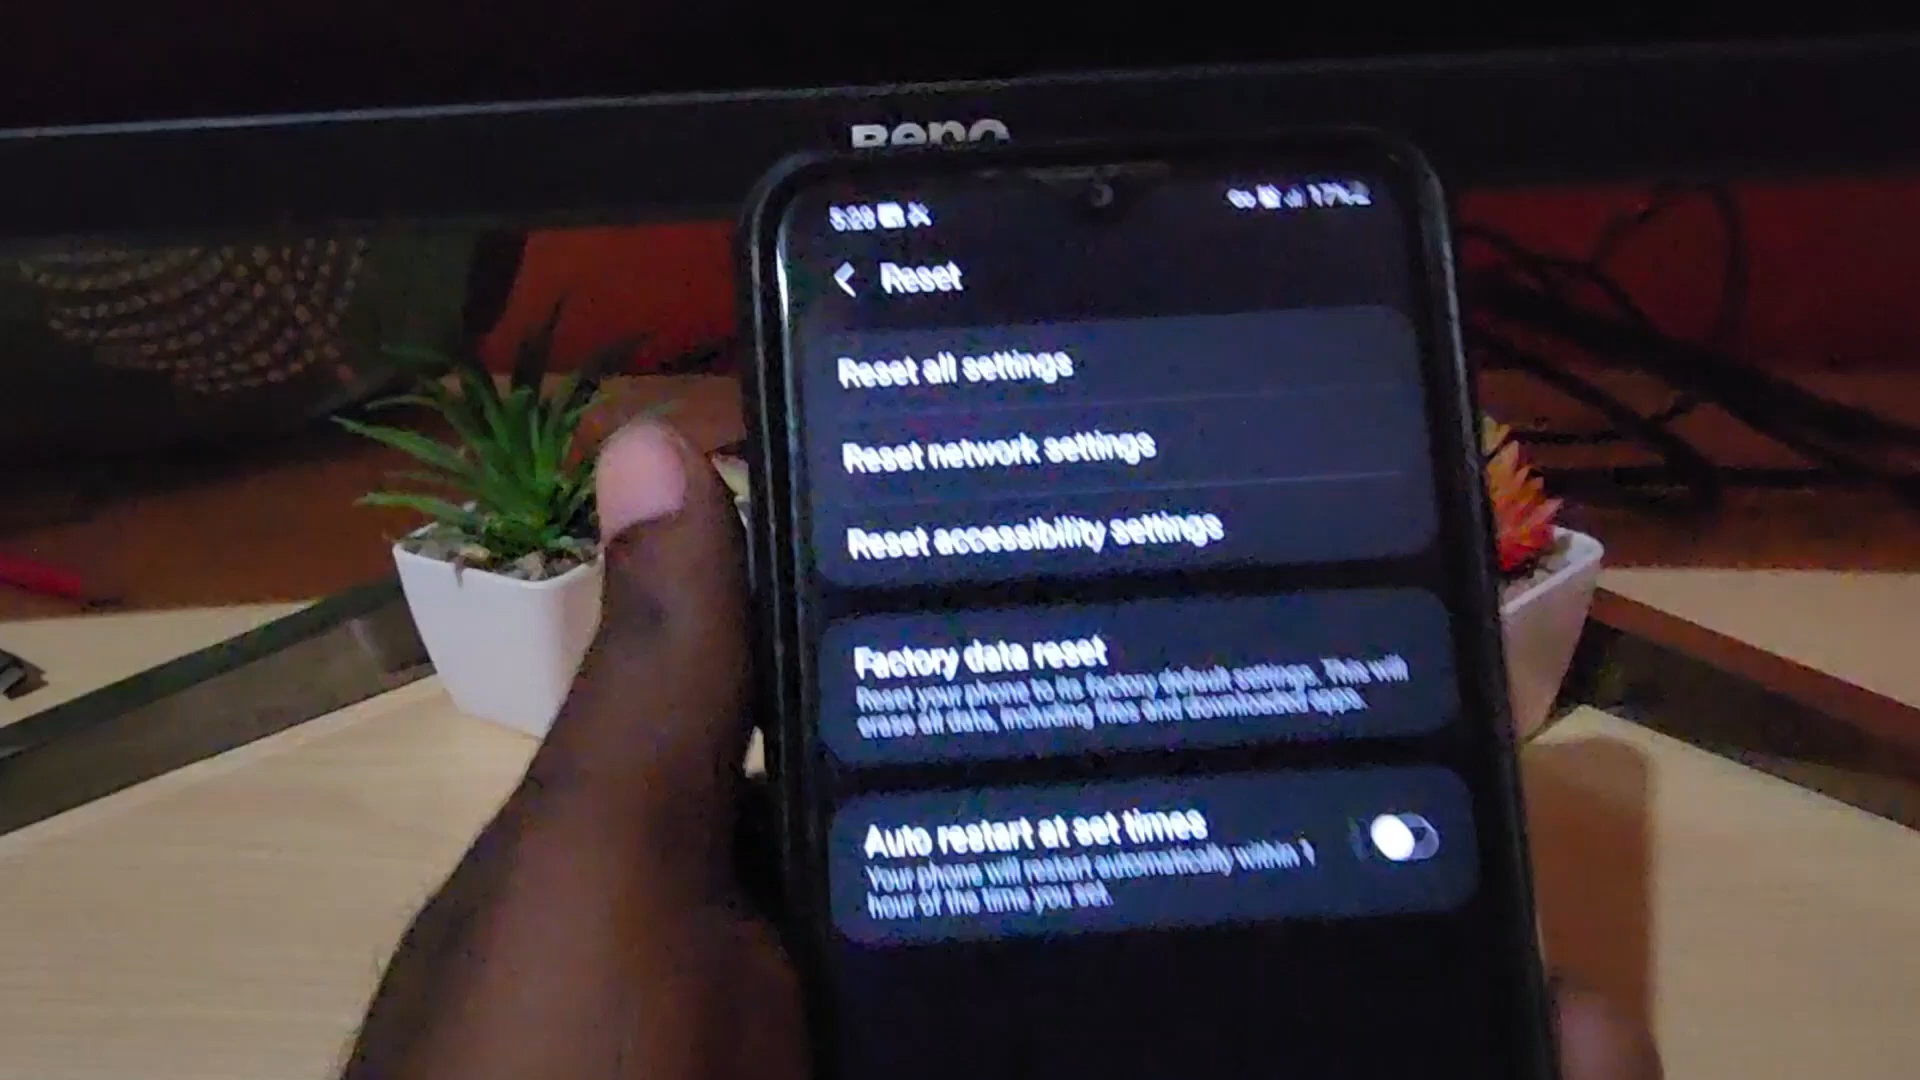 Reset
Reset all settings
Reset network settings
Reset accessibility settings
Factory data reset
Reset your phone to its factory default settings. This will
erase all data, including files and downloaded apps.
Auto restart at set times
Your phone will restart automatically within 1
hour of the time you set.